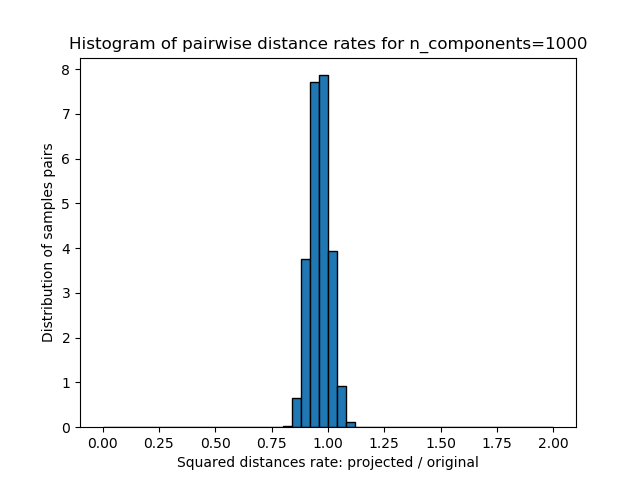 Histogram of pairwise distance rates for n_components=1000
8
7
6
5
4
3
2
1
0
Distribution of samples pairs
0.00 0.25 0.50 0.75 1.00 1.25 1.50 1.75 2.00
Squared distances rate: projected / original